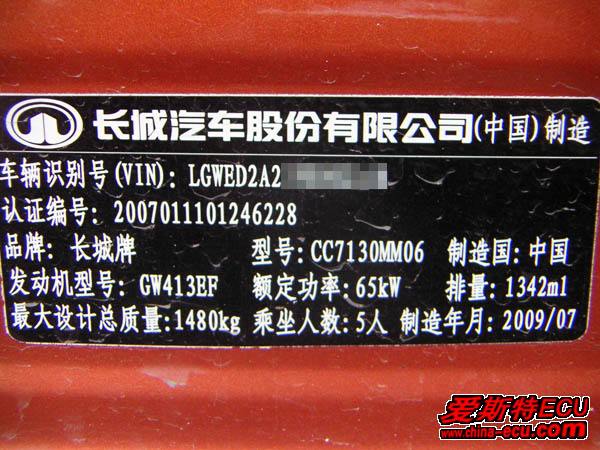 长城汽车股份有限公司(中国)制造
车辆识别号(VIN): LGWED2A2
认证编号: 2007011101246228
品牌: 长城牌 型号: CC7130MM06 制造国: 中国
发动机型号: GW413EF 额定功率: 65kW 排量: 1342ml
最大设计总质量: 1480kg 乘坐人数: 5人 制造年月: 2009/07
爱斯特ECU
www.china-ecu.com